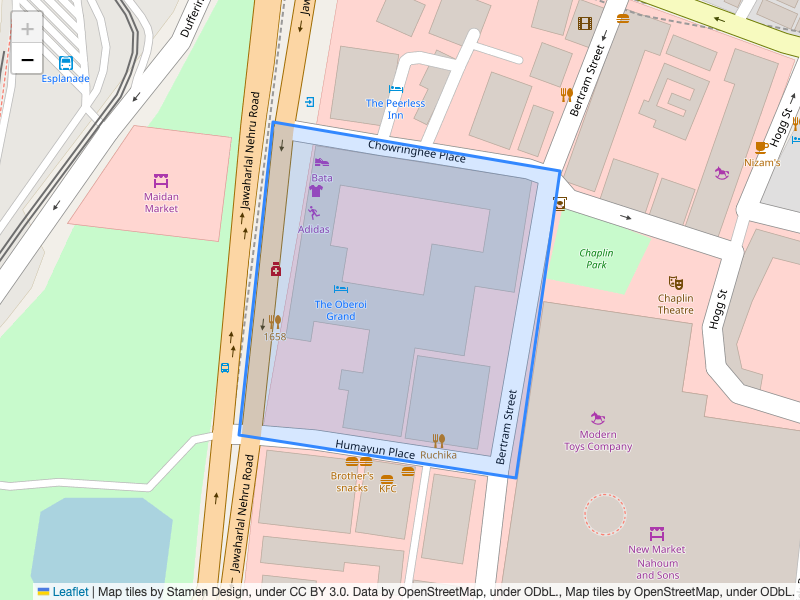 +
−
Dufferin
Jaw
Esplanade
Jawaharlal Nehru Road
The Peerless
Inn
Bertram Street
Hogg St
Nizam's
Chowringhee Place
Bata
Adidas
Maidan
Market
Chaplin
Park
Chaplin
Theatre
The Oberoi
Grand
1658
Hogg St
Bertram Street
Humayun Place
Ruchika
Modern
Toys Company
Brother's
snacks
KFC
Jawaharlal Nehru Road
New Market
Nahoum
and Sons
Leaflet | Map tiles by Stamen Design, under CC BY 3.0. Data by OpenStreetMap, under ODbL., Map tiles by OpenStreetMap, under ODbL.